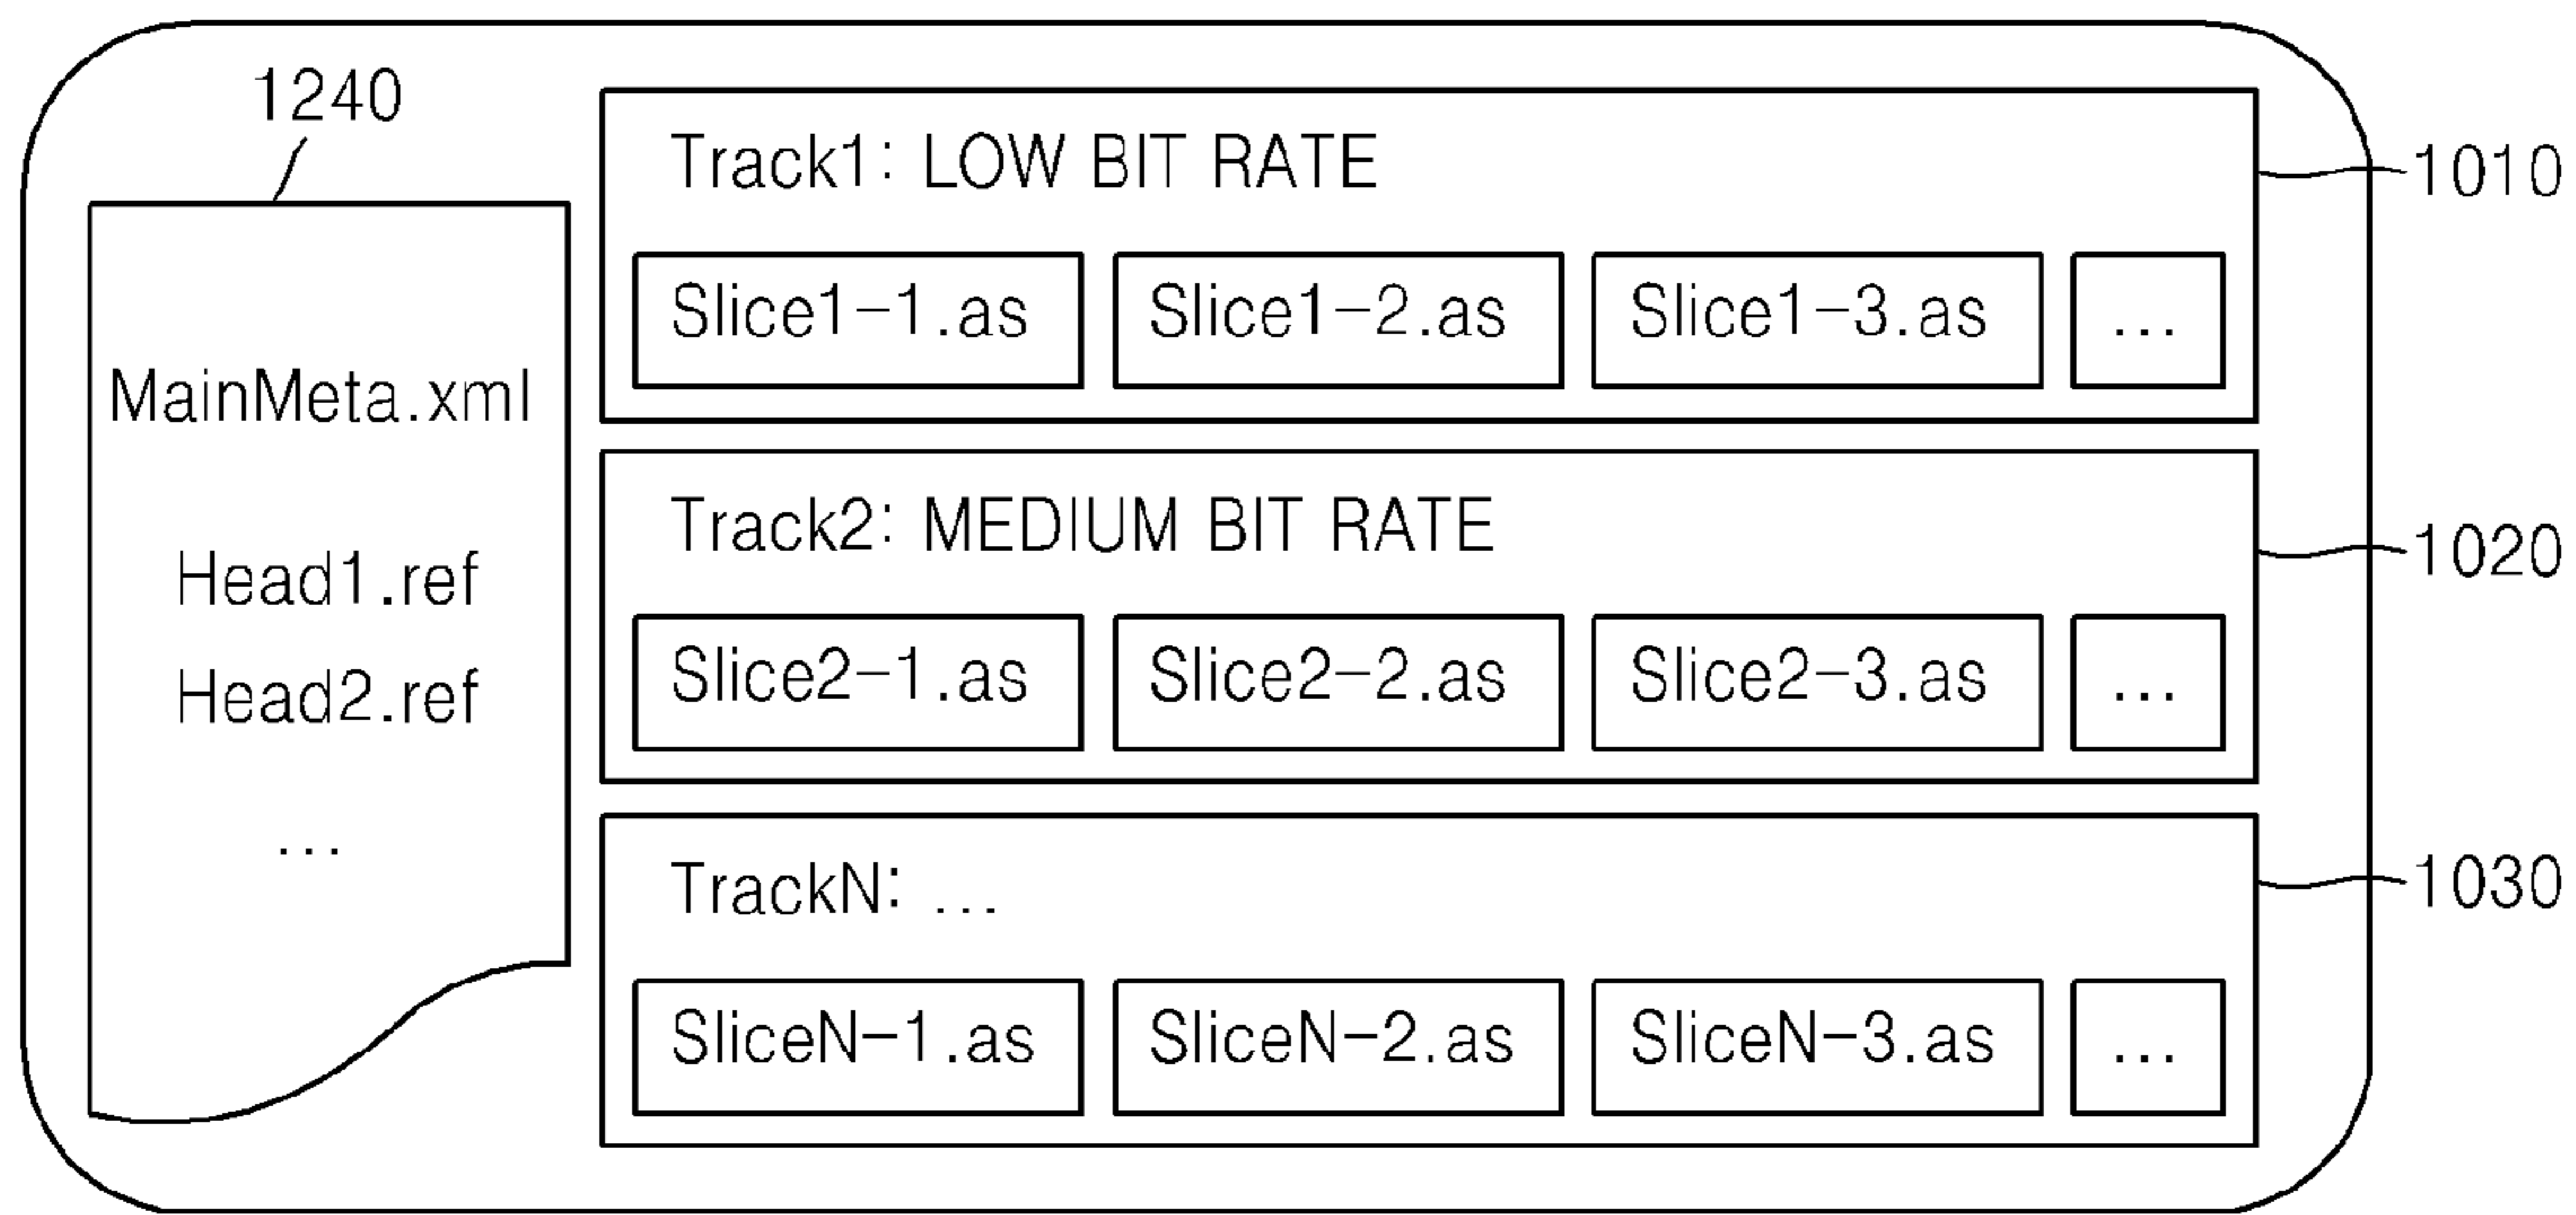 1240
MainMeta.xml
Head1.ref
Head2.ref
...
Track1: LOW BIT RATE
1010
Slice1-1.as
Slice1-2.as
Slice1-3.as
...
Track2: MEDIUM BIT RATE
1020
Slice2-1.as
Slice2-2.as
Slice2-3.as
...
TrackN: ...
1030
SliceN-1.as
SliceN-2.as
SliceN-3.as
...